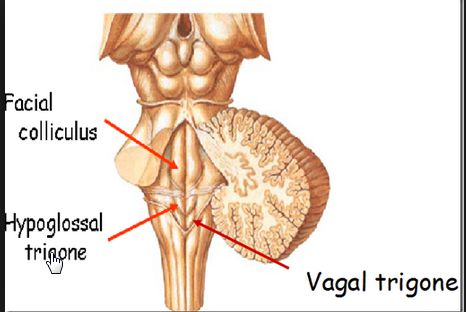 Facial
colliculus
Hypoglossal
trigone
Vagal trigone